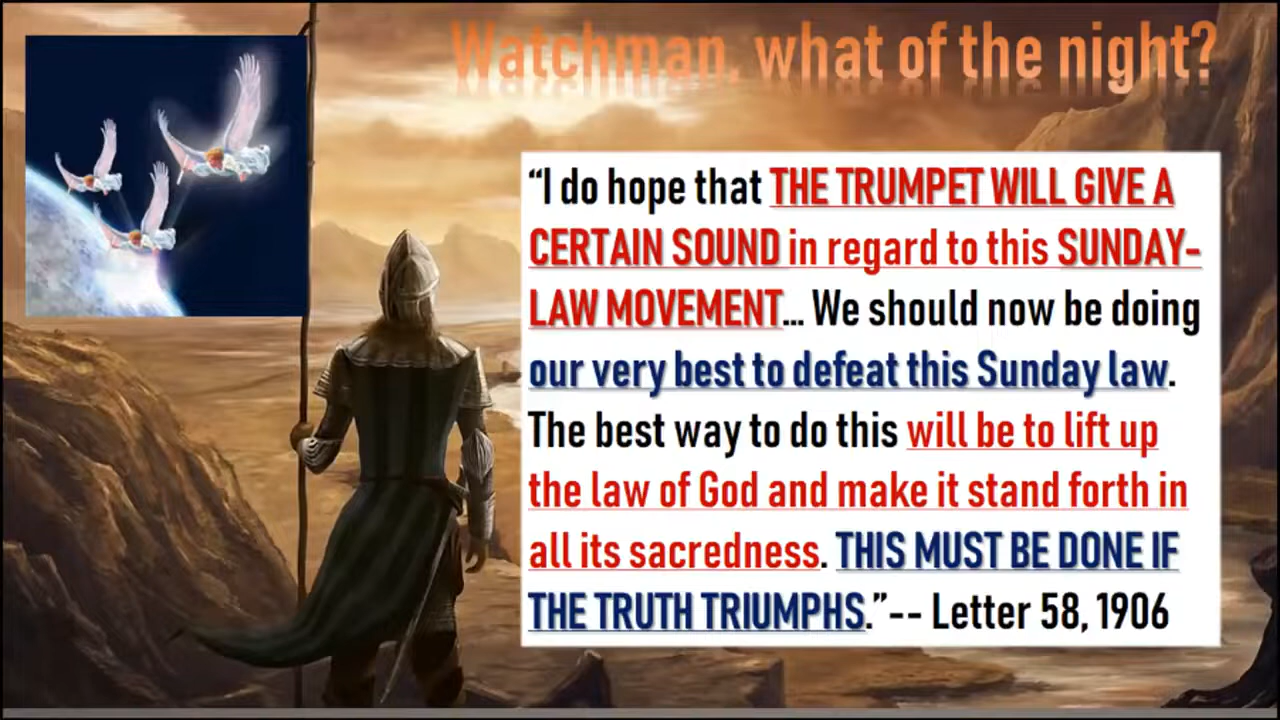 Watchman, what of the night?
“I do hope that THE TRUMPET WILL GIVE A
CERTAIN SOUND in regard to this SUNDAY-
LAW MOVEMENT... We should now be doing
our very best to defeat this Sunday law.
The best way to do this will be to lift up
the law of God and make it stand forth in
all its sacredness. THIS MUST BE DONE IF
THE TRUTH TRIUMPHS.”-- Letter 58, 1906